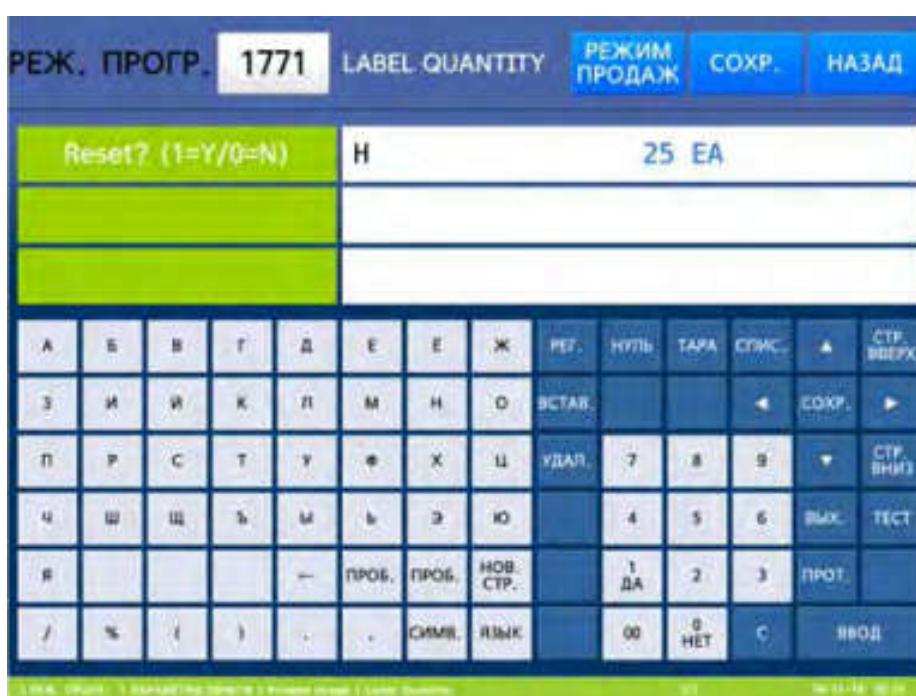 РЕЖ. ПРОГР. 1771 LABEL QUANTITY РЕЖИМ ПРОДАЖ СОХР. НАЗАД
Reset? (1=Y/0=N) Н 25 EA
А Б В Г Д Е Ё Ж РЕГ. НУЛЬ ТАРА СПИС. ▲ СТР. ВВЕРХ
З И Й К Л М Н О ВСТАВ. ◄ СОХР. ►
П Р С Т У Ф Х Ц УДАЛ. 7 8 9 ▼ СТР. ВНИЗ
Ч Ш Щ Ъ Ы Ь Э Ю 4 5 6 ВЫХ. ТЕСТ
Я ← ПРОБ. ПРОБ. НОВ. СТР. 1 ДА 2 3 ПРОТ.
/ % ( ) . . СИМВ. ЯЗЫК 00 0 НЕТ C ВВОД